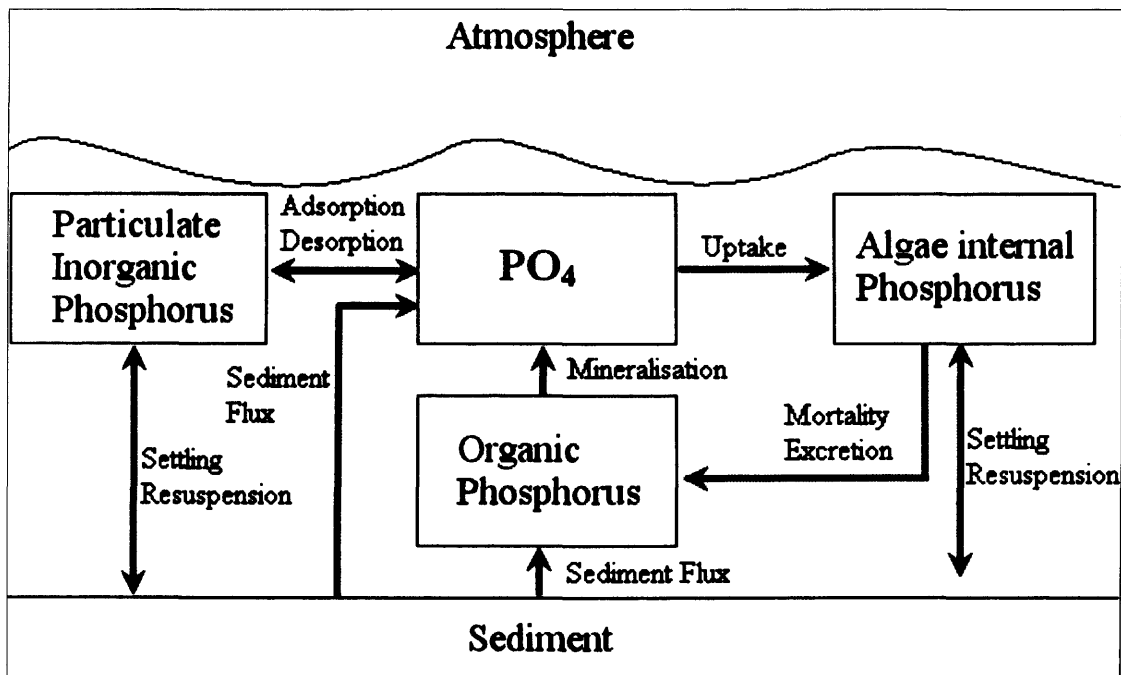 Atmosphere
Particulate
Inorganic
Phosphorus
Adsorption
Desorption
PO₄
Uptake
Algae internal
Phosphorus
Sediment
Flux
Mineralisation
Mortality
Excretion
Settling
Resuspension
Organic
Phosphorus
Settling
Resuspension
Sediment Flux
Sediment